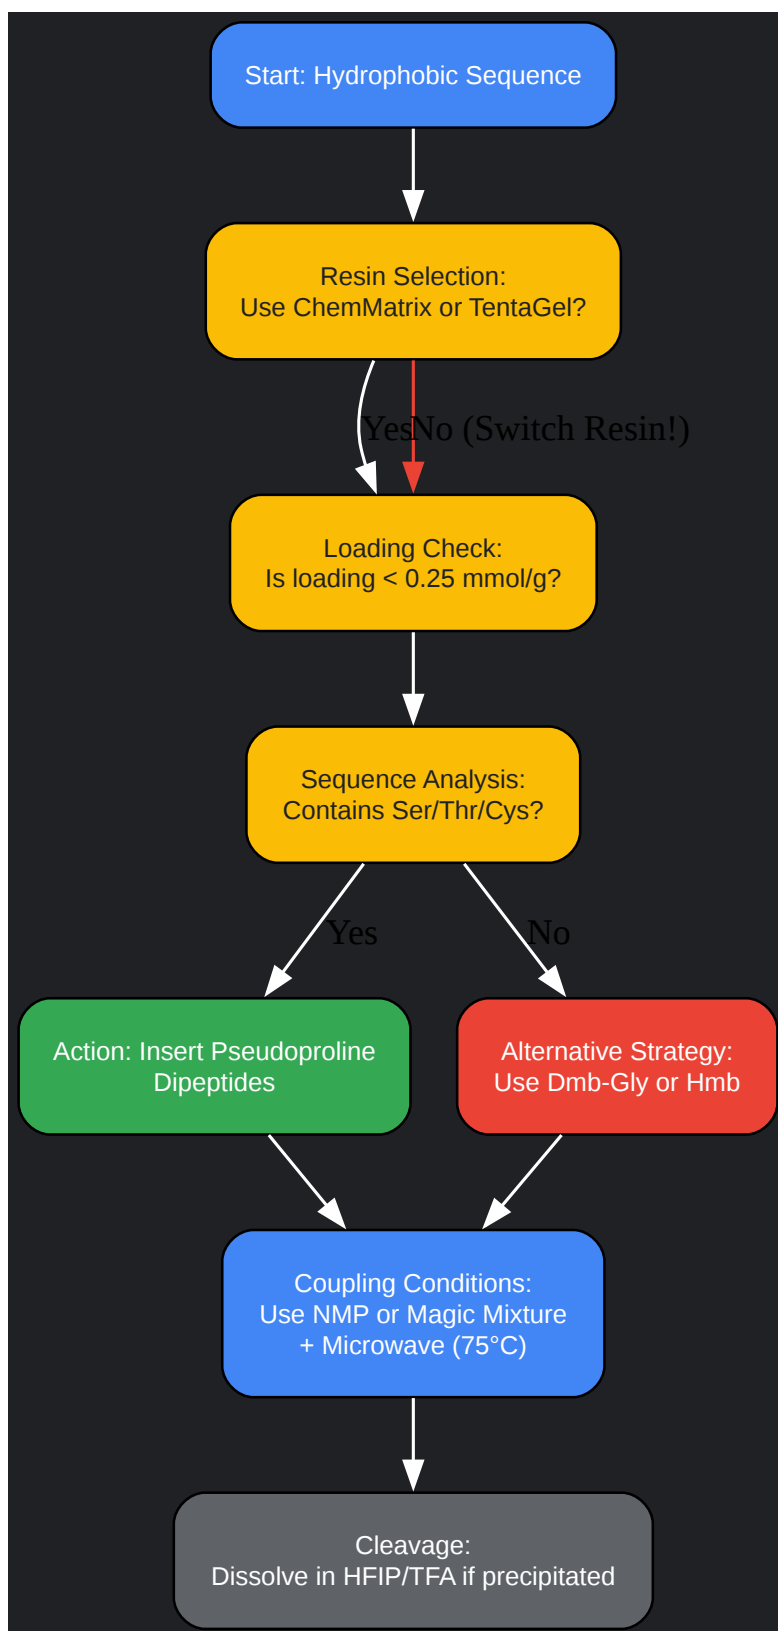 Start: Hydrophobic Sequence
Resin Selection:
Use ChemMatrix or TentaGel?
Yes
No (Switch Resin!)
Loading Check:
Is loading < 0.25 mmol/g?
Sequence Analysis:
Contains Ser/Thr/Cys?
Yes
No
Action: Insert Pseudoproline
Dipeptides
Alternative Strategy:
Use Dmb-Gly or Hmb
Coupling Conditions:
Use NMP or Magic Mixture
+ Microwave (75°C)
Cleavage:
Dissolve in HFIP/TFA if precipitated